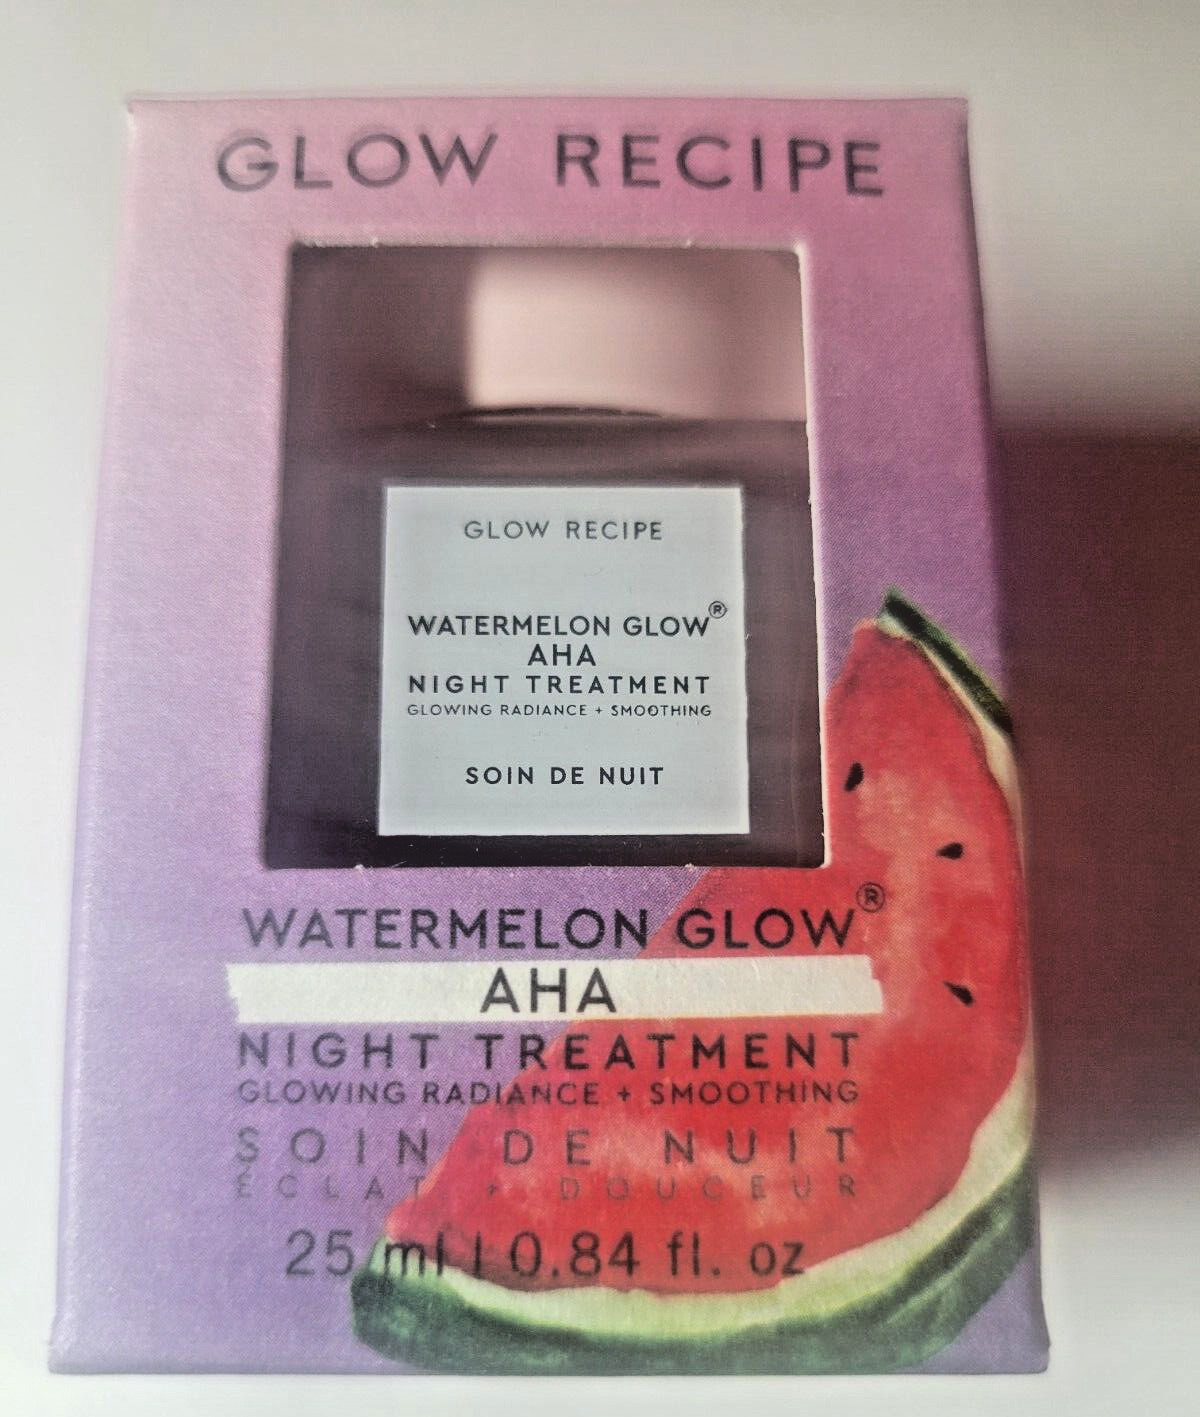 GLOW RECIPE
GLOW RECIPE
WATERMELON GLOW®
AHA
NIGHT TREATMENT
GLOWING RADIANCE + SMOOTHING
SOIN DE NUIT
WATERMELON GLOW®
AHA
NIGHT TREATMENT
GLOWING RADIANCE + SMOOTHING
SOIN DE NUIT
ÉCLAT + DOUCEUR
25 ml | 0.84 fl. oz